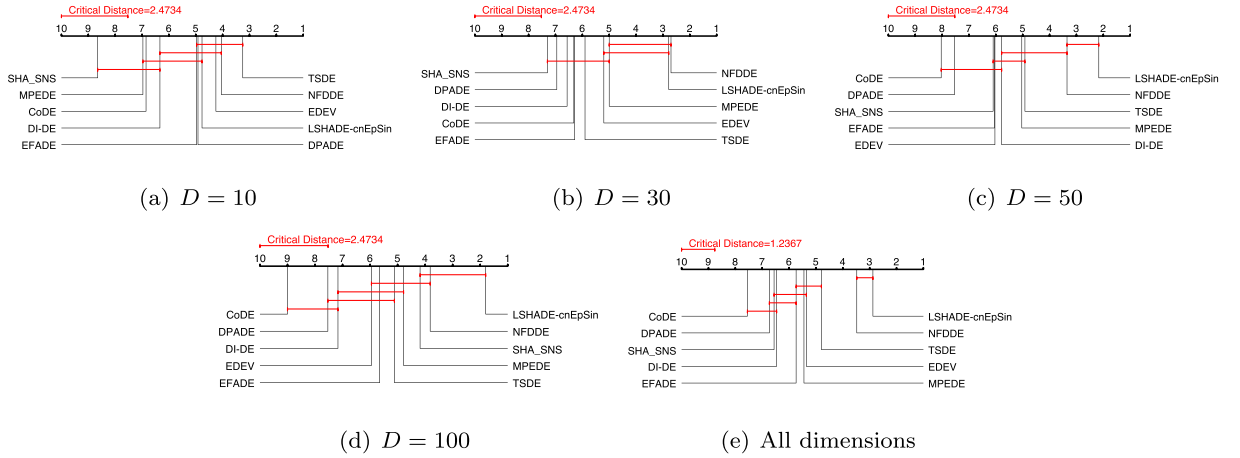 Critical Distance=2.4734
10 9 8 7 6 5 4 3 2 1
SHA_SNS
MPEDE
CoDE
DI-DE
EFADE
TSDE
NFDDE
EDEV
LSHADE-cnEpSin
DPADE
(a) D = 10
Critical Distance=2.4734
10 9 8 7 6 5 4 3 2 1
SHA_SNS
DPADE
DI-DE
CoDE
EFADE
NFDDE
LSHADE-cnEpSin
MPEDE
EDEV
TSDE
(b) D = 30
Critical Distance=2.4734
10 9 8 7 6 5 4 3 2 1
CoDE
DPADE
SHA_SNS
EFADE
EDEV
LSHADE-cnEpSin
NFDDE
TSDE
MPEDE
DI-DE
(c) D = 50
Critical Distance=2.4734
10 9 8 7 6 5 4 3 2 1
CoDE
DPADE
DI-DE
EDEV
EFADE
LSHADE-cnEpSin
NFDDE
SHA_SNS
MPEDE
TSDE
(d) D = 100
Critical Distance=1.2367
10 9 8 7 6 5 4 3 2 1
CoDE
DPADE
SHA_SNS
DI-DE
EFADE
LSHADE-cnEpSin
NFDDE
TSDE
EDEV
MPEDE
(e) All dimensions